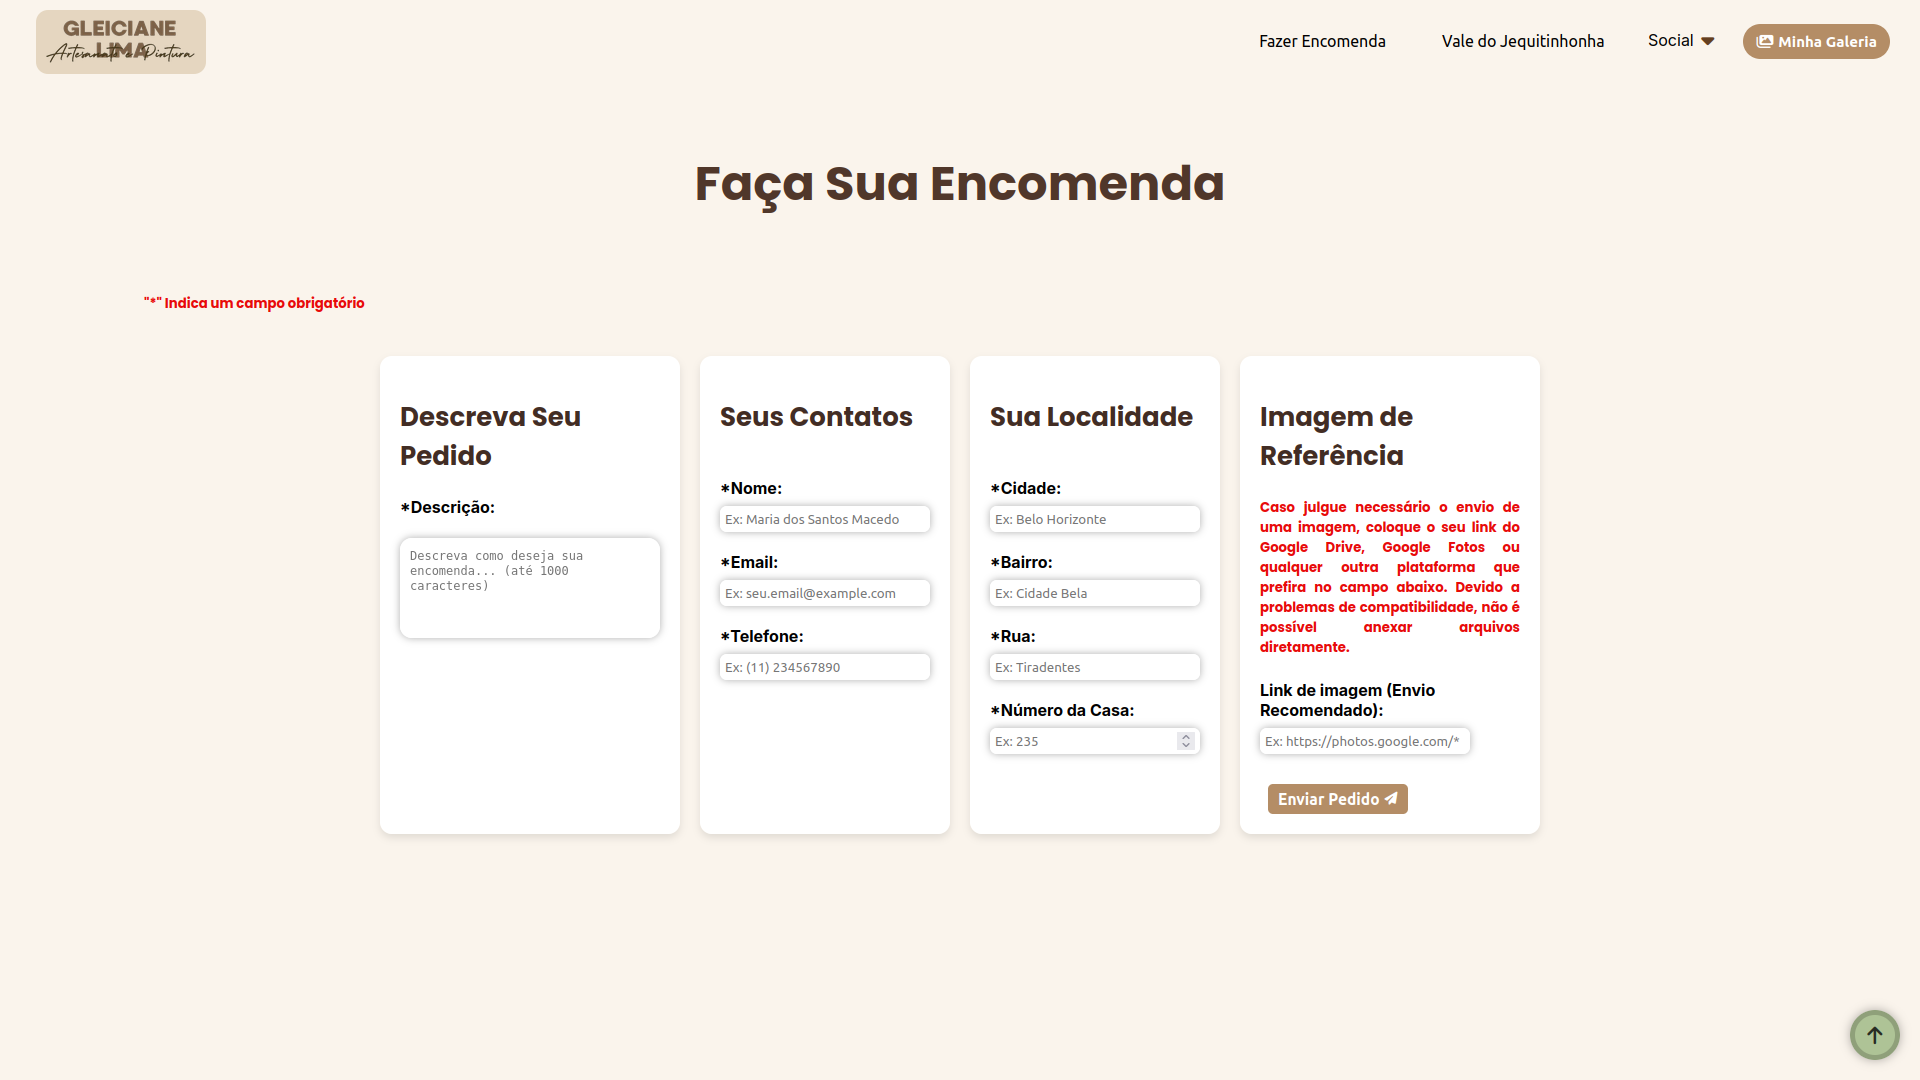 GLEICIANE
LIMA
Artesanato e Pintura
Fazer Encomenda
Vale do Jequitinhonha
Social
Minha Galeria
Faça Sua Encomenda
"*" Indica um campo obrigatório
Descreva Seu
Pedido
*Descrição:
Descreva como deseja sua
encomenda... (até 1000
caracteres)
Seus Contatos
*Nome:
Ex: Maria dos Santos Macedo
*Email:
Ex: seu.email@example.com
*Telefone:
Ex: (11) 234567890
Sua Localidade
*Cidade:
Ex: Belo Horizonte
*Bairro:
Ex: Cidade Bela
*Rua:
Ex: Tiradentes
*Número da Casa:
Ex: 235
Imagem de
Referência
Caso julgue necessário o envio de
uma imagem, coloque o seu link do
Google Drive, Google Fotos ou
qualquer outra plataforma que
prefira no campo abaixo. Devido a
problemas de compatibilidade, não é
possível anexar arquivos
diretamente.
Link de imagem (Envio
Recomendado):
Ex: https://photos.google.com/*
Enviar Pedido